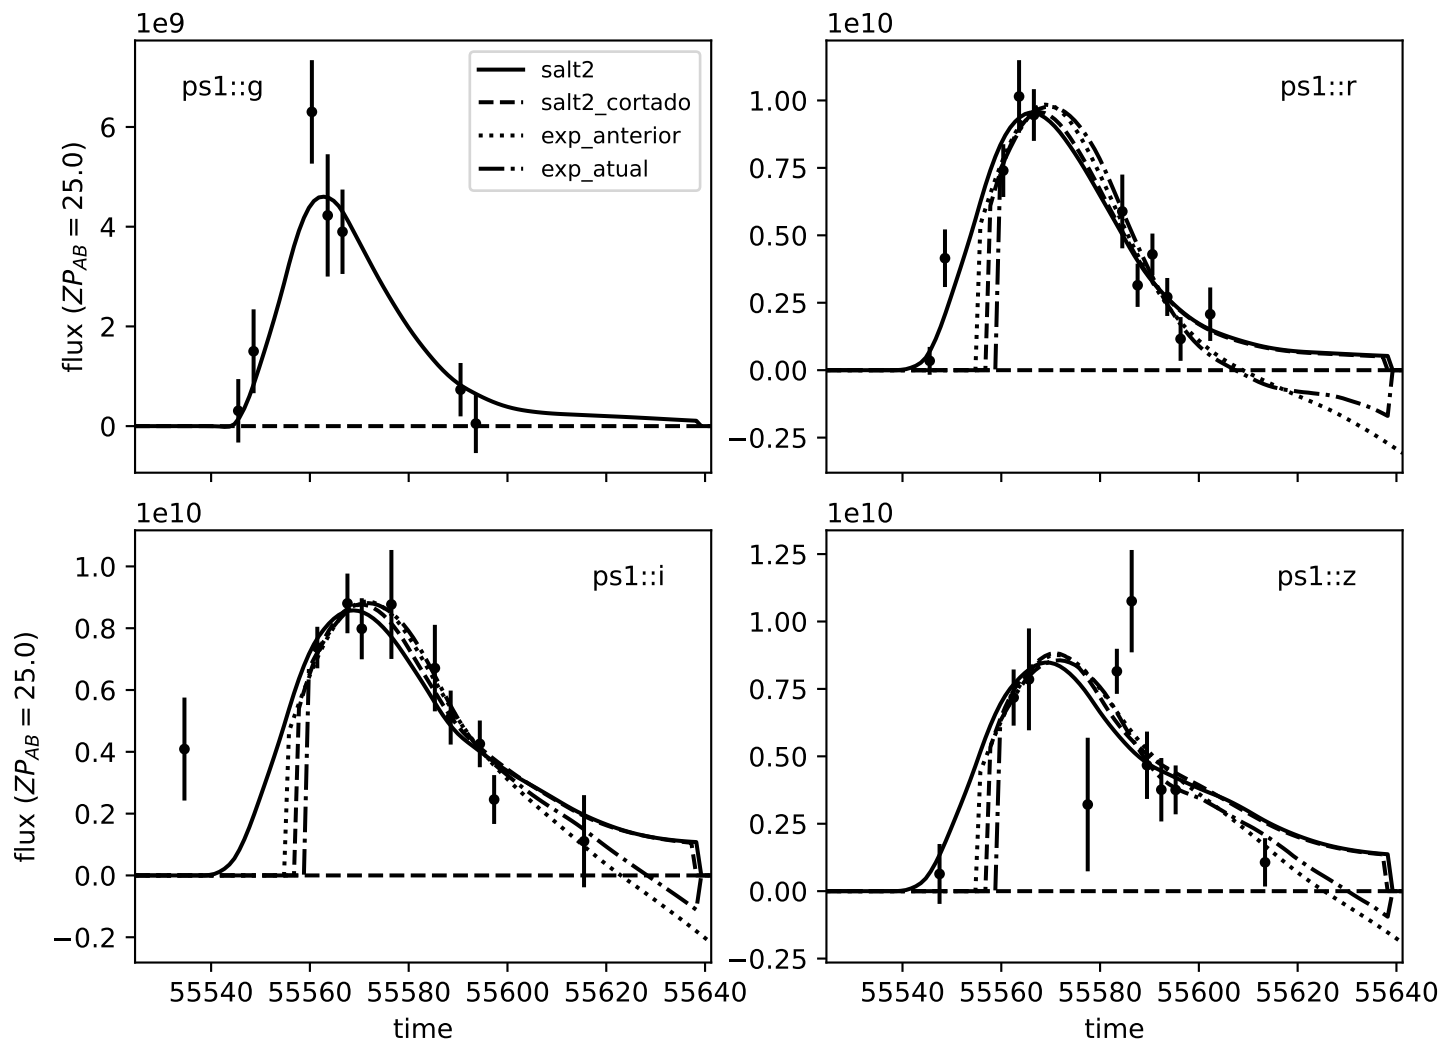 1e9
ps1::g
salt2
salt2_cortado
exp_anterior
exp_atual
6
4
2
0
flux (ZP_AB = 25.0)
1e10
ps1::r
1.00
0.75
0.50
0.25
0.00
−0.25
1e10
ps1::i
1.0
0.8
0.6
0.4
0.2
0.0
−0.2
flux (ZP_AB = 25.0)
55540 55560 55580 55600 55620 55640
time
1e10
ps1::z
1.25
1.00
0.75
0.50
0.25
0.00
−0.25
55540 55560 55580 55600 55620 55640
time